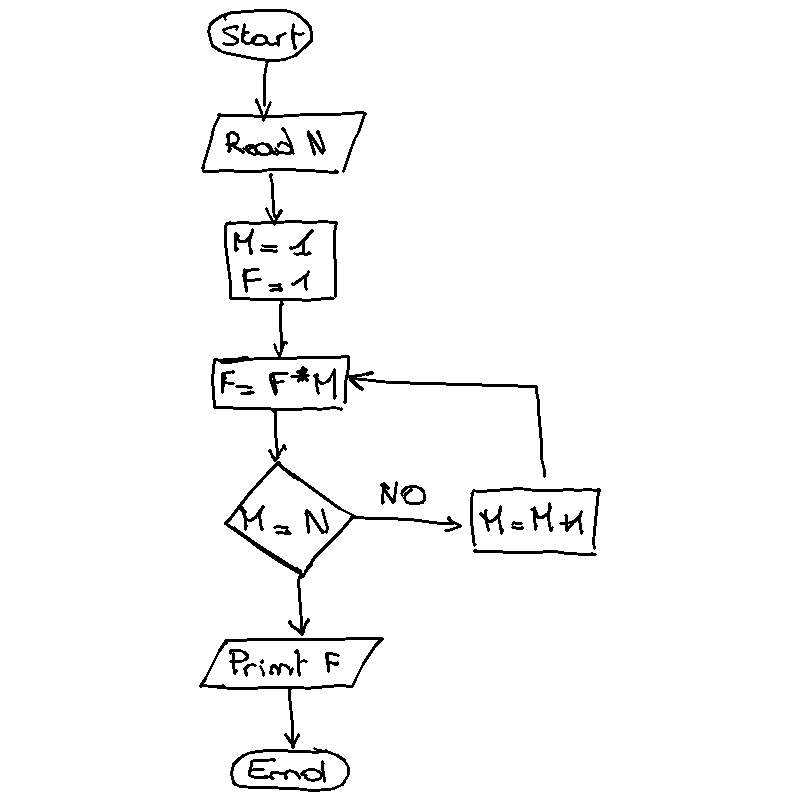 Start
Read N
M = 1
F = 1
F = F * M
M = N
NO
M = M + 1
Print F
End